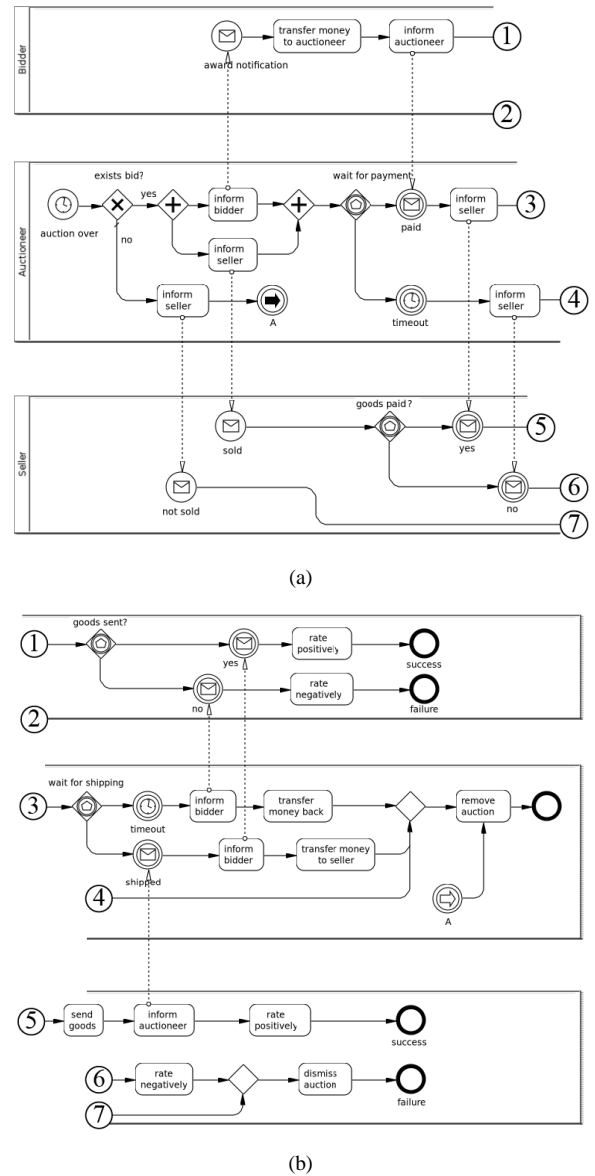 Bidder
award notification
transfer money
to auctioneer
inform
auctioneer
1
2
Auctioneer
auction over
exists bid?
yes
no
inform
bidder
inform
seller
inform
seller
A
wait for payment
paid
timeout
inform
seller
3
inform
seller
4
Seller
sold
not sold
goods paid?
yes
no
5
6
7
(a)
1
goods sent?
yes
no
rate
positively
success
rate
negatively
failure
2
3
wait for shipping
timeout
inform
bidder
transfer
money back
remove
auction
shipped
inform
bidder
transfer money
to seller
4
A
5
send
goods
inform
auctioneer
rate
positively
success
6
rate
negatively
dismiss
auction
failure
7
(b)